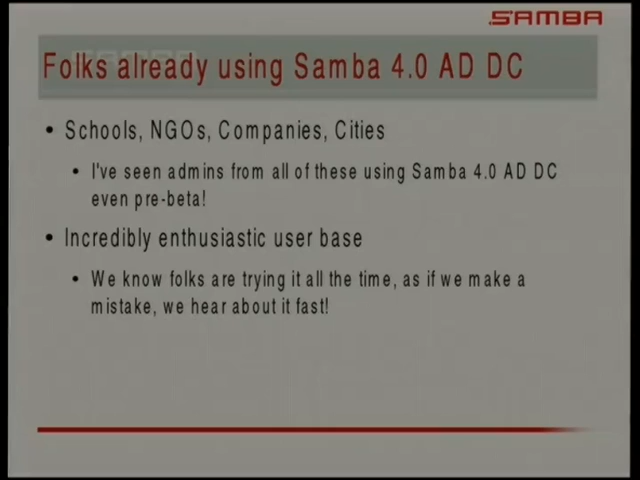 SAMBA
Folks already using Samba 4.0 AD DC
• Schools, NGOs, Companies, Cities
• I've seen admins from all of these using Samba 4.0 AD DC
even pre-beta!
• Incredibly enthusiastic user base
• We know folks are trying it all the time, as if we make a
mistake, we hear about it fast!